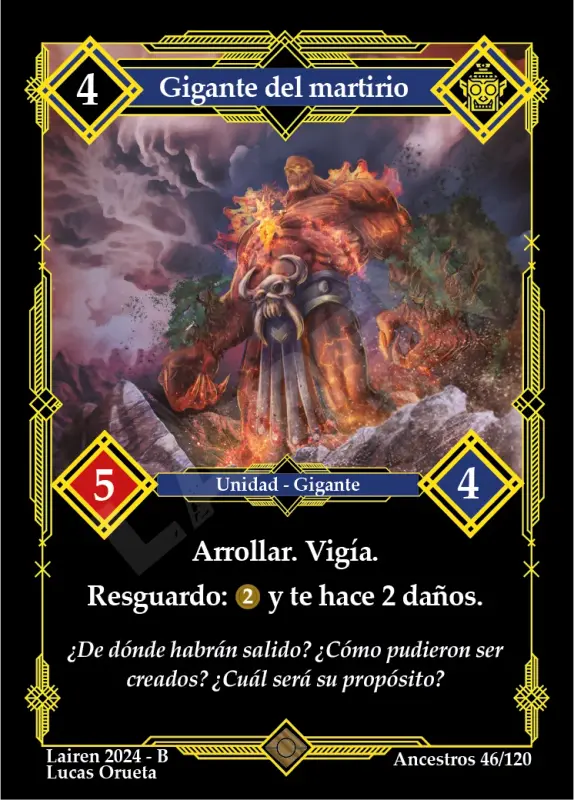 4
Gigante del martirio
5
Unidad - Gigante
4
Arrollar. Vigía.
Resguardo: 2 y te hace 2 daños.
¿De dónde habrán salido? ¿Cómo pudieron ser
creados? ¿Cuál será su propósito?
Lairen 2024 - B
Lucas Orueta
Ancestros 46/120